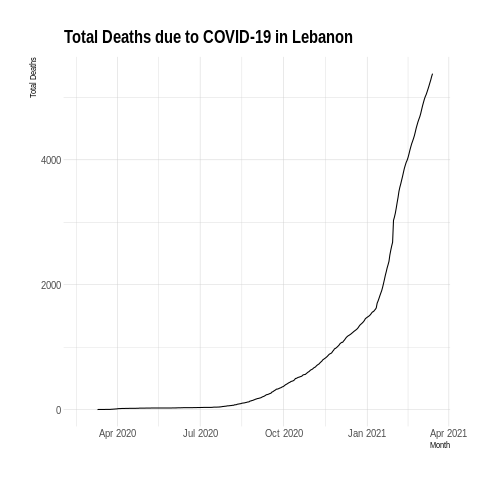 Total Deaths due to COVID-19 in Lebanon
Total Deaths
4000
2000
0
Apr 2020 Jul 2020 Oct 2020 Jan 2021 Apr 2021
Month